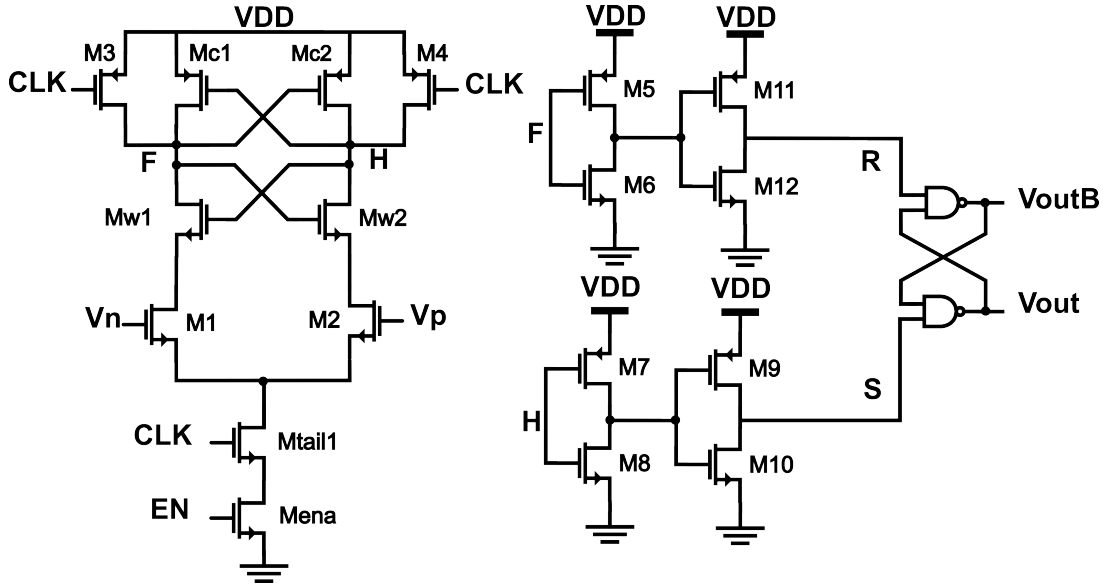 VDD
M3
Mc1
Mc2
M4
CLK
CLK
F
H
Mw1
Mw2
Vn
M1
M2
Vp
CLK
Mtail1
EN
Mena
VDD
VDD
M5
M11
F
M6
M12
R
VoutB
VDD
VDD
Vout
M7
M9
S
H
M8
M10